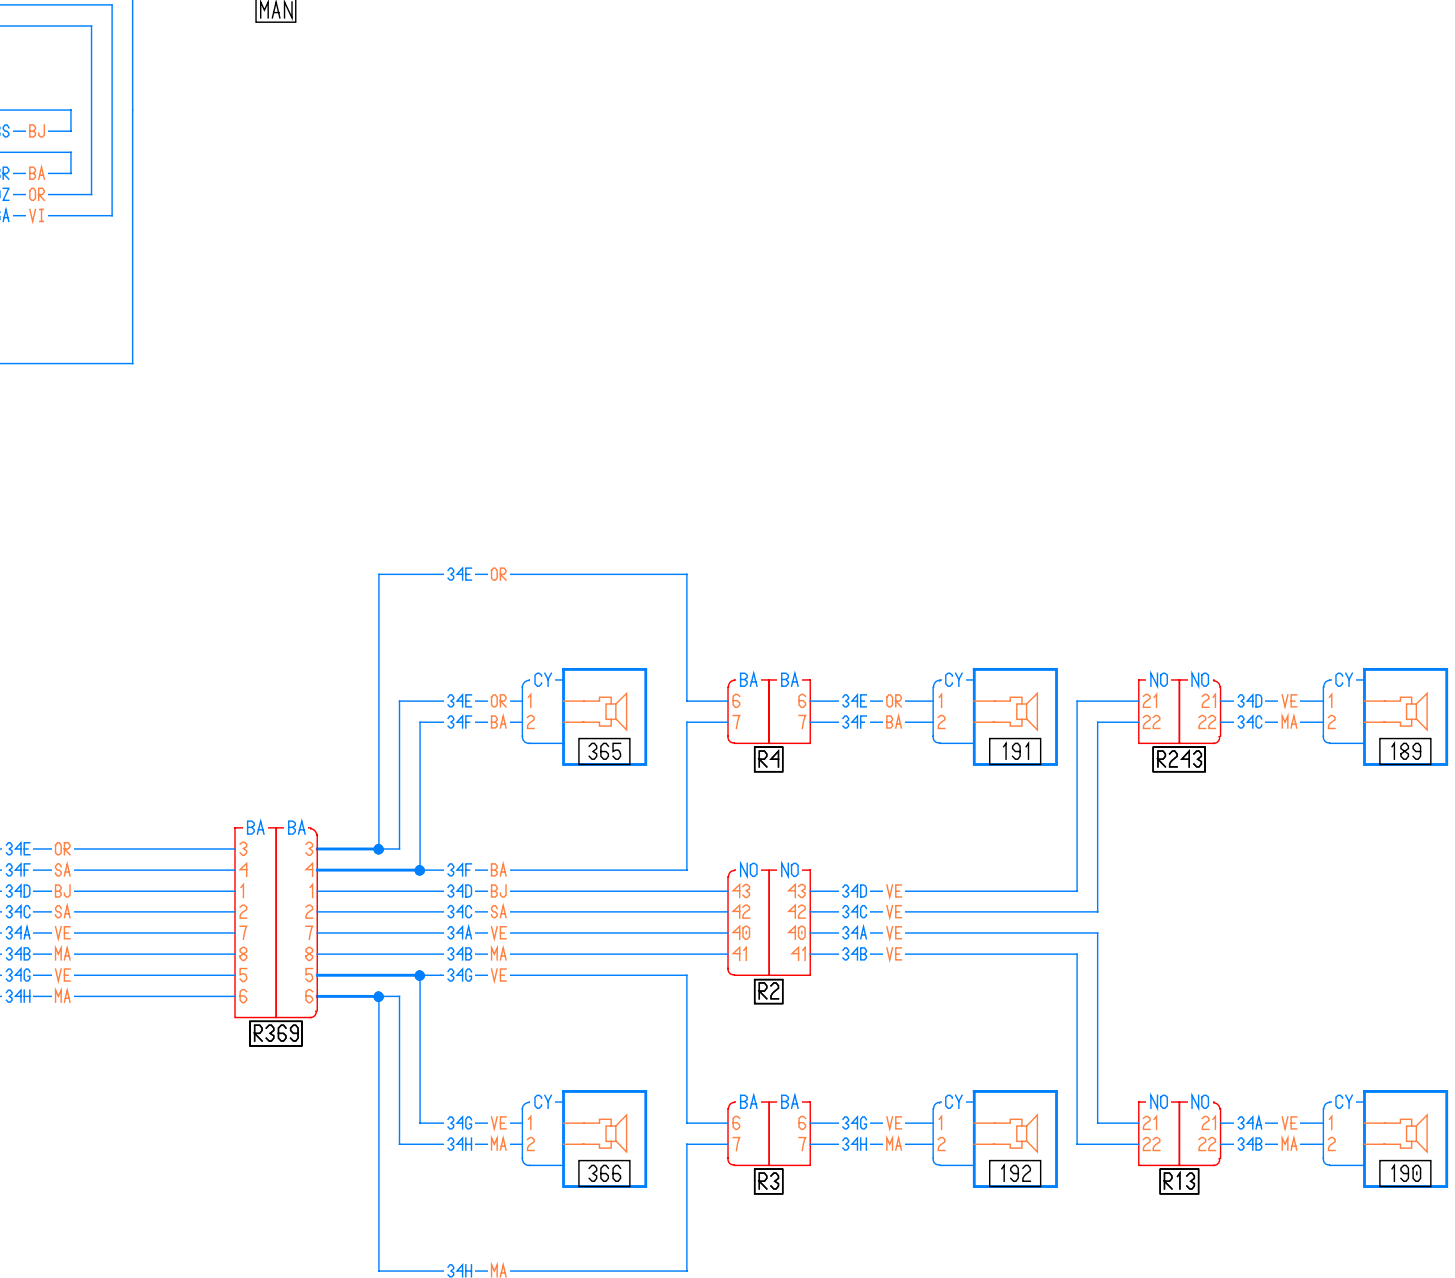 MAN
S BJ
R BA
Z OR
A VI
34E OR
CY BA BA CY NO NO CY
34E OR 1 6 6 34E OR 1 21 21 34D VE 1
34F BA 2 7 7 34F BA 2 22 22 34C MA 2
365 R4 191 R243 189
BA BA
34E OR 3 3
34F SA 4 4 34F BA NO NO
34D BJ 1 1 34D BJ 43 43 34D VE
34C SA 2 2 34C SA 42 42 34C VE
34A VE 7 7 34A VE 40 40 34A VE
34B MA 8 8 34B MA 41 41 34B VE
34G VE 5 5 34G VE
34H MA 6 6 R2
R369
CY BA BA CY NO NO CY
34G VE 1 6 6 34G VE 1 21 21 34A VE 1
34H MA 2 7 7 34H MA 2 22 22 34B MA 2
366 R3 192 R13 190
34H MA